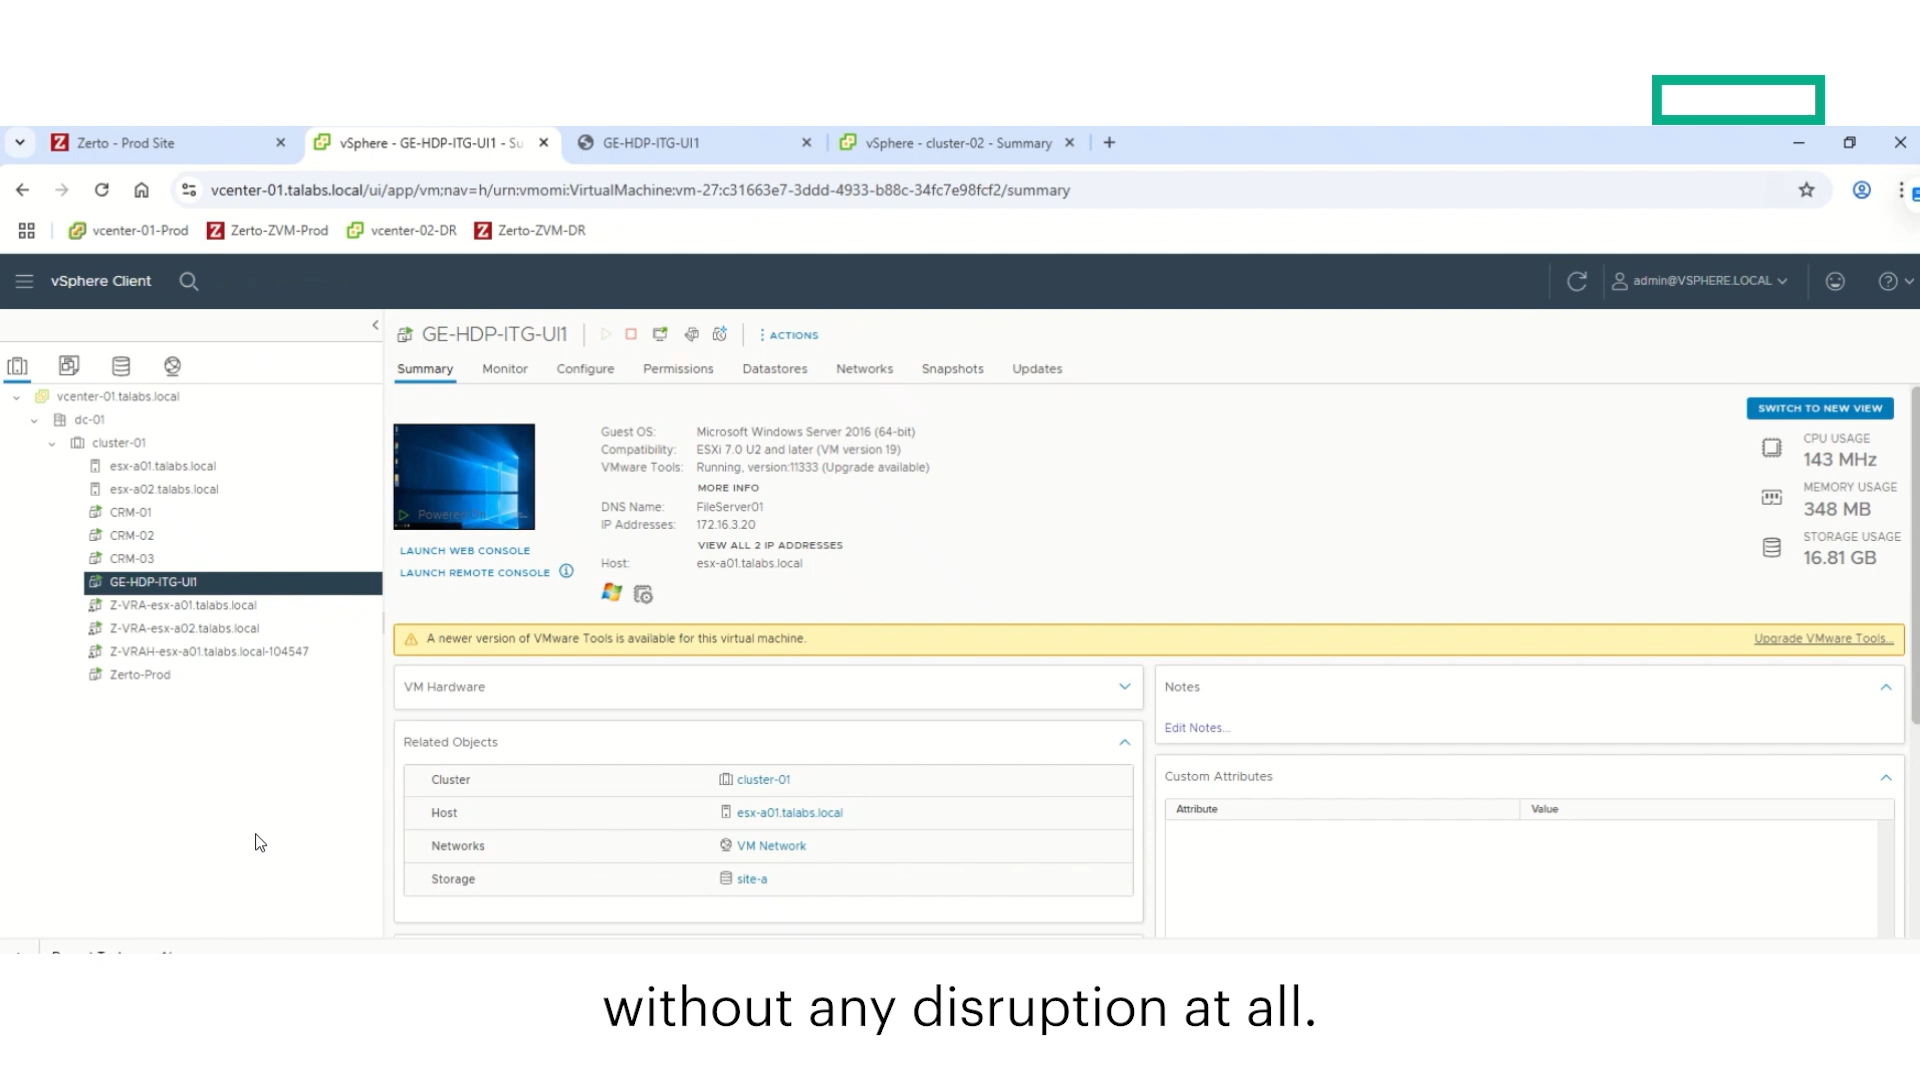 Zerto - Prod Site
vSphere - GE-HDP-ITG-UI1 - Su
GE-HDP-ITG-UI1
vSphere - cluster-02 - Summary
vcenter-01.talabs.local/ui/app/vm;nav=h/urn:vmomi:VirtualMachine:vm-27:c31663e7-3ddd-4933-b88c-34fc7e98fcf2/summary
vcenter-01-Prod
Zerto-ZVM-Prod
vcenter-02-DR
Zerto-ZVM-DR
vSphere Client
admin@VSPHERE.LOCAL
vcenter-01.talabs.local
dc-01
cluster-01
esx-a01.talabs.local
esx-a02.talabs.local
CRM-01
CRM-02
CRM-03
GE-HDP-ITG-UI1
Z-VRA-esx-a01.talabs.local
Z-VRA-esx-a02.talabs.local
Z-VRAH-esx-a01.talabs.local-104547
Zerto-Prod
GE-HDP-ITG-UI1
ACTIONS
Summary
Monitor
Configure
Permissions
Datastores
Networks
Snapshots
Updates
Powered On
LAUNCH WEB CONSOLE
LAUNCH REMOTE CONSOLE
Guest OS: Microsoft Windows Server 2016 (64-bit)
Compatibility: ESXi 7.0 U2 and later (VM version 19)
VMware Tools: Running, version:11333 (Upgrade available)
MORE INFO
DNS Name: FileServer01
IP Addresses: 172.16.3.20
VIEW ALL 2 IP ADDRESSES
Host: esx-a01.talabs.local
SWITCH TO NEW VIEW
CPU USAGE
143 MHz
MEMORY USAGE
348 MB
STORAGE USAGE
16.81 GB
A newer version of VMware Tools is available for this virtual machine.
Upgrade VMware Tools...
VM Hardware
Related Objects
Cluster cluster-01
Host esx-a01.talabs.local
Networks VM Network
Storage site-a
Notes
Edit Notes...
Custom Attributes
Attribute Value
without any disruption at all.